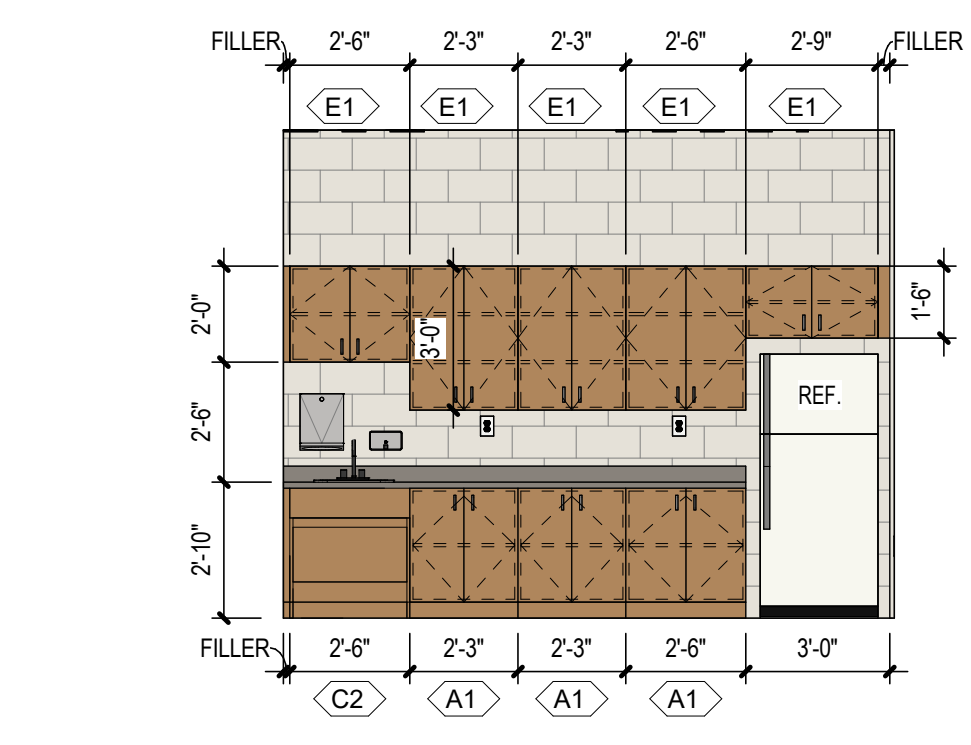 FILLER 2'-6" 2'-3" 2'-3" 2'-6" 2'-9" FILLER
E1 E1 E1 E1 E1
2'-0" 3'-0" 1'-6"
REF.
2'-6"
2'-10"
FILLER 2'-6" 2'-3" 2'-3" 2'-6" 3'-0"
C2 A1 A1 A1